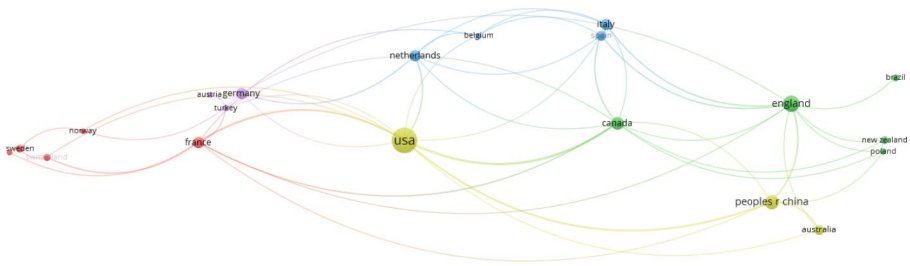 italy
spain
belgium
netherlands
brazil
austria
germany
england
turkey
canada
norway
usa
france
new zealand
sweden
poland
switzerland
peoples r china
australia